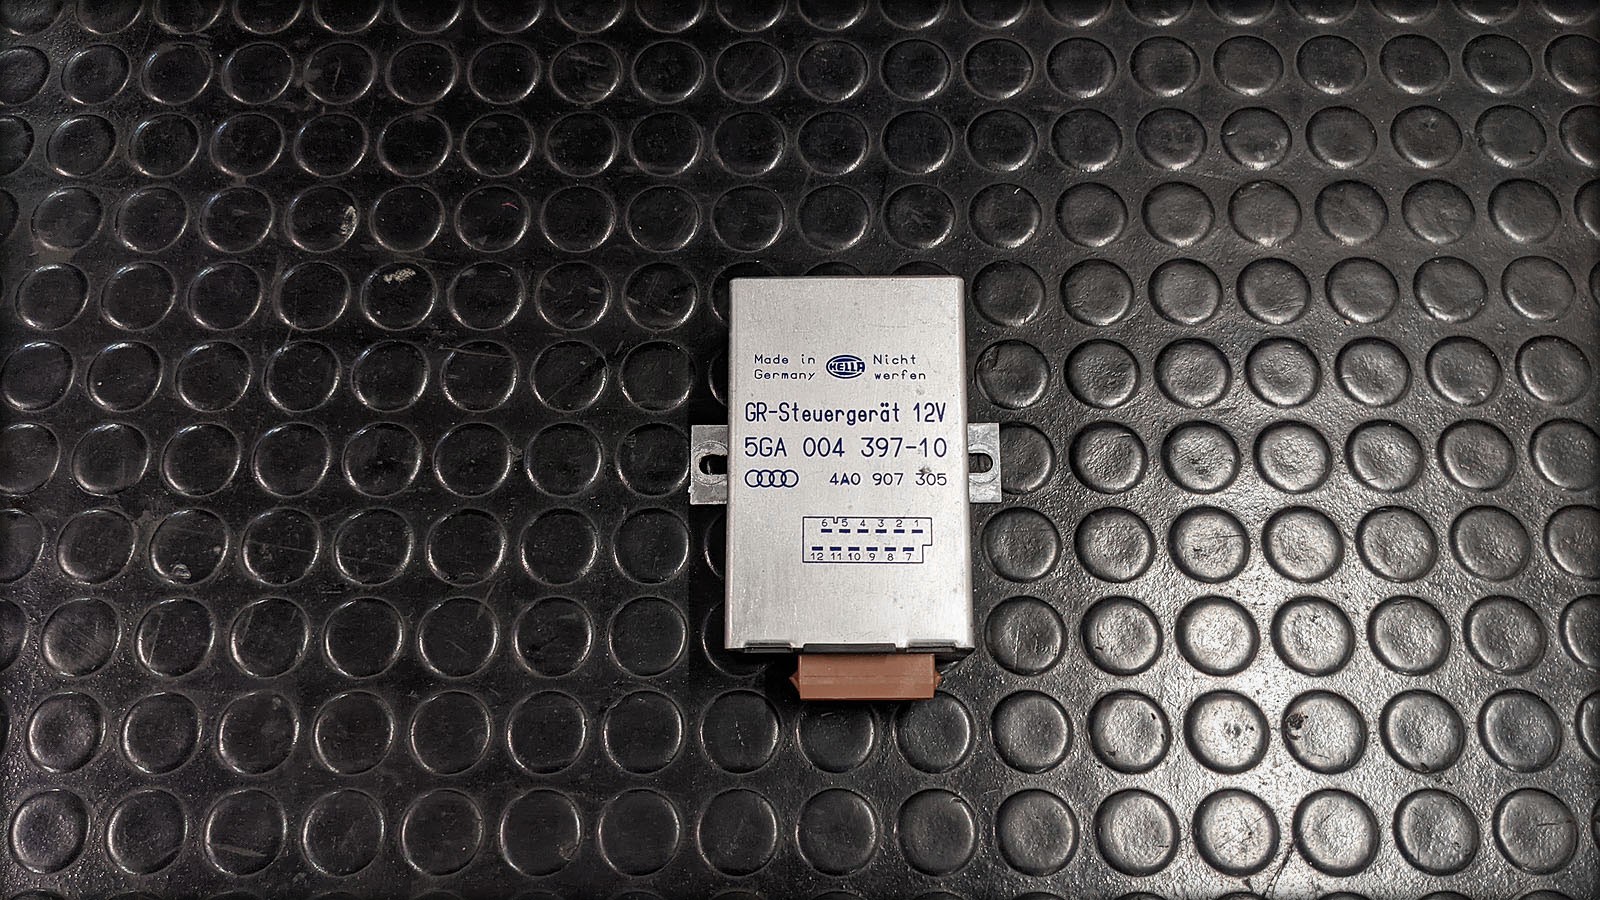 Made in HELLA Nicht
Germany werfen
GR-Steuergerät 12V
5GA 004 397-10
4A0 907 305
6 5 4 3 2 1
12 11 10 9 8 7